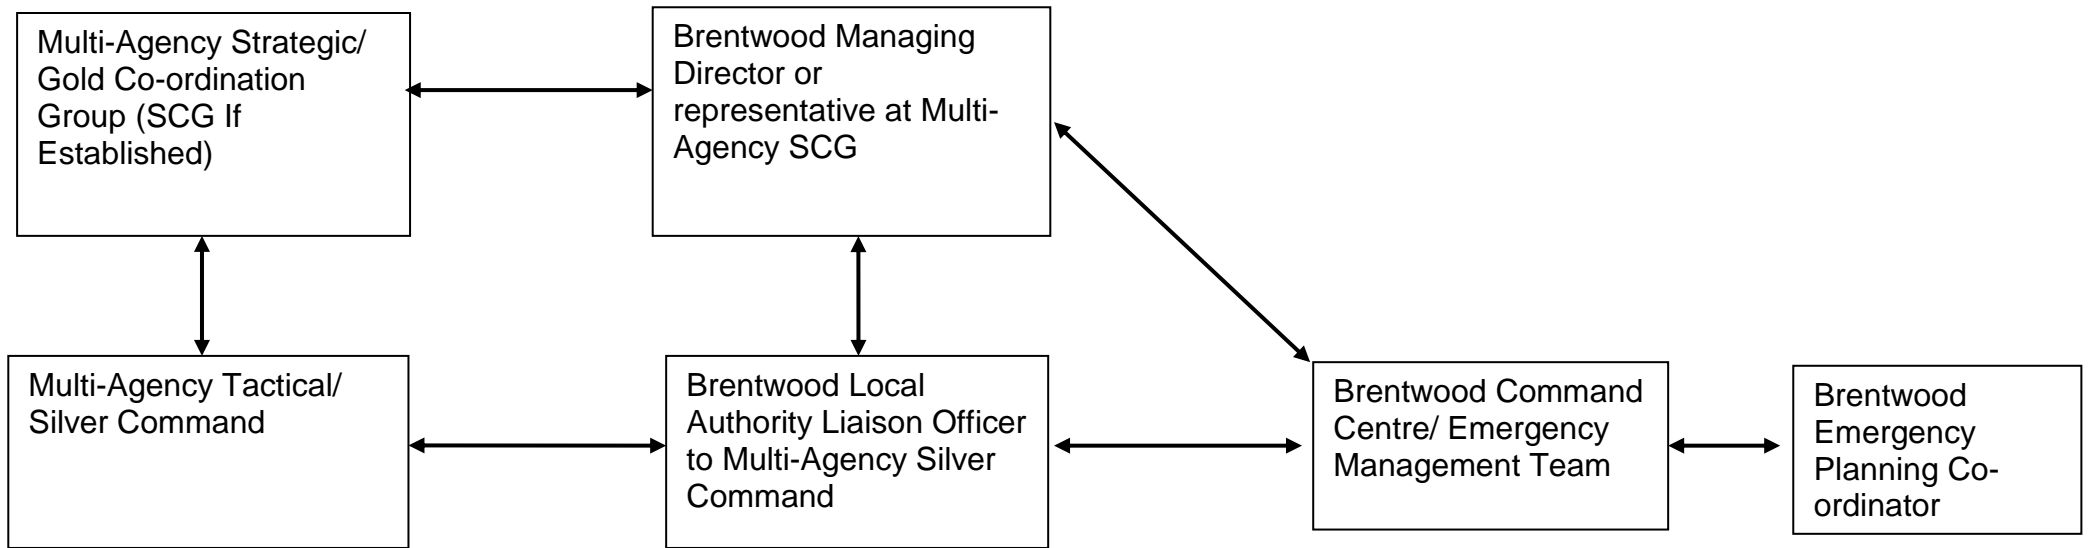 Multi-Agency Strategic/
Gold Co-ordination
Group (SCG If
Established)
Brentwood Managing
Director or
representative at Multi-
Agency SCG
Multi-Agency Tactical/
Silver Command
Brentwood Local
Authority Liaison Officer
to Multi-Agency Silver
Command
Brentwood Command
Centre/ Emergency
Management Team
Brentwood
Emergency
Planning Co-
ordinator